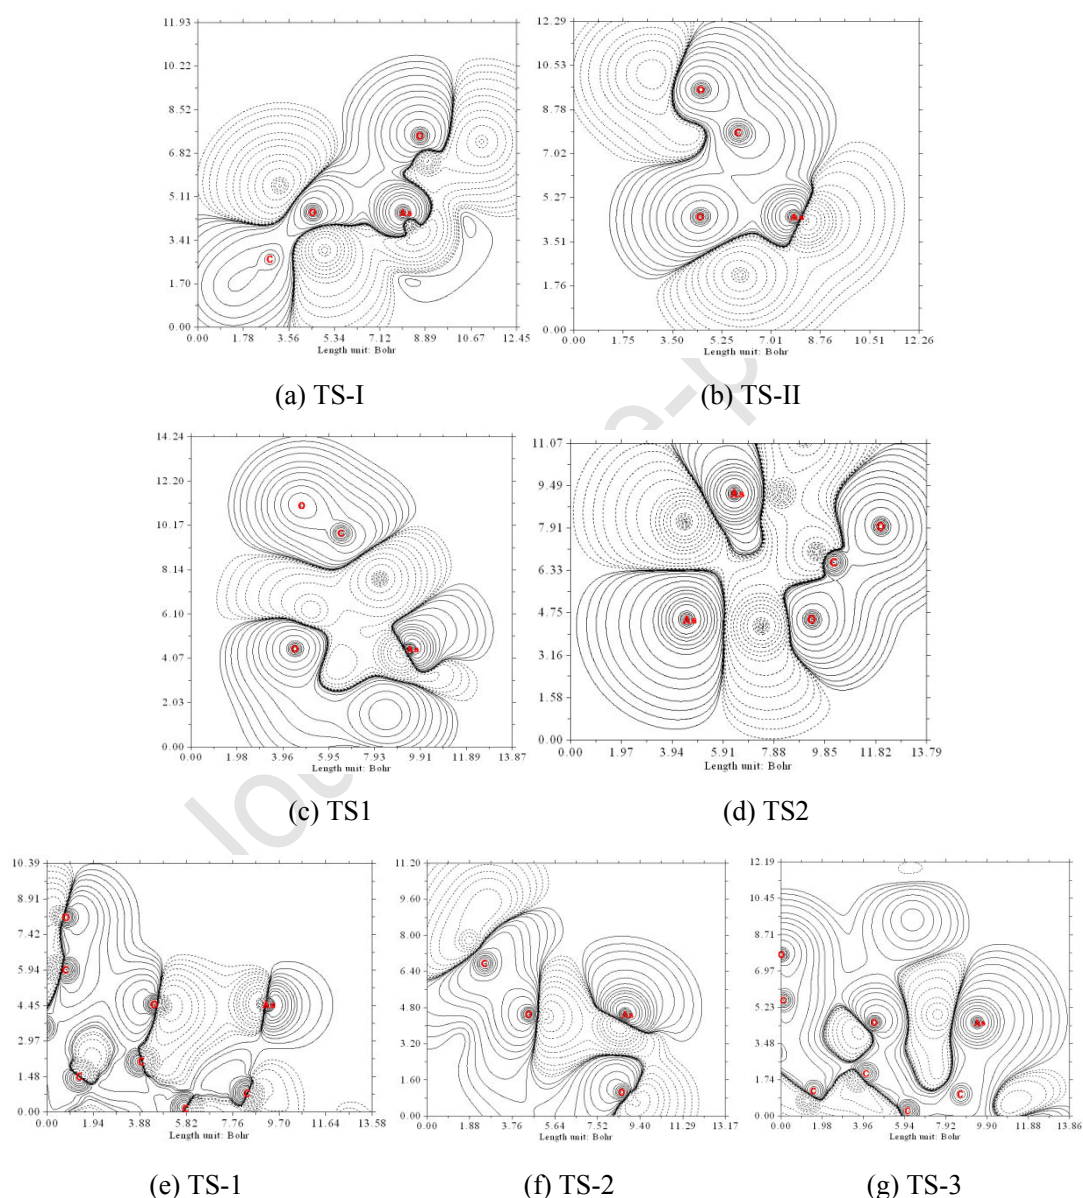 11.93
10.22
8.52
O
6.82
5.11
As
3.41
C
1.70
0.00
0.00 1.78 3.56 5.34 7.12 8.89 10.67 12.45
Length unit: Bohr
(a) TS-I
12.29
10.53
O
8.78
C
7.02
5.27
O
As
3.51
1.76
0.00
0.00 1.75 3.50 5.25 7.01 8.76 10.51 12.26
Length unit: Bohr
(b) TS-II
14.24
12.20
O
10.17
C
8.14
6.10
O
As
4.07
2.03
0.00
0.00 1.98 3.96 5.95 7.93 9.91 11.89 13.87
Length unit: Bohr
(c) TS1
11.07
9.49
As
7.91
O
6.33
C
4.75
As
O
3.16
1.58
0.00
0.00 1.97 3.94 5.91 7.88 9.85 11.82 13.79
Length unit: Bohr
(d) TS2
10.39
8.91
O
7.42
5.94
C
4.45
O
As
2.97
C
1.48
C
C
0.00
C
0.00 1.94 3.88 5.82 7.76 9.70 11.64 13.58
Length unit: Bohr
(e) TS-1
11.20
9.60
8.00
6.40
C
4.80
O
As
3.20
1.60
O
0.00
0.00 1.88 3.76 5.64 7.52 9.40 11.29 13.17
Length unit: Bohr
(f) TS-2
12.19
10.45
8.71
6.97
5.23
O
As
3.48
1.74
C
C
C
0.00
C
0.00 1.98 3.96 5.94 7.92 9.90 11.88 13.86
Length unit: Bohr
(g) TS-3